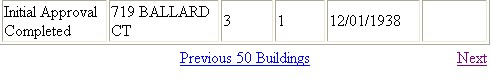 Initial Approval 719 BALLARD 3 1 12/01/1938
Completed CT
Previous 50 Buildings Next